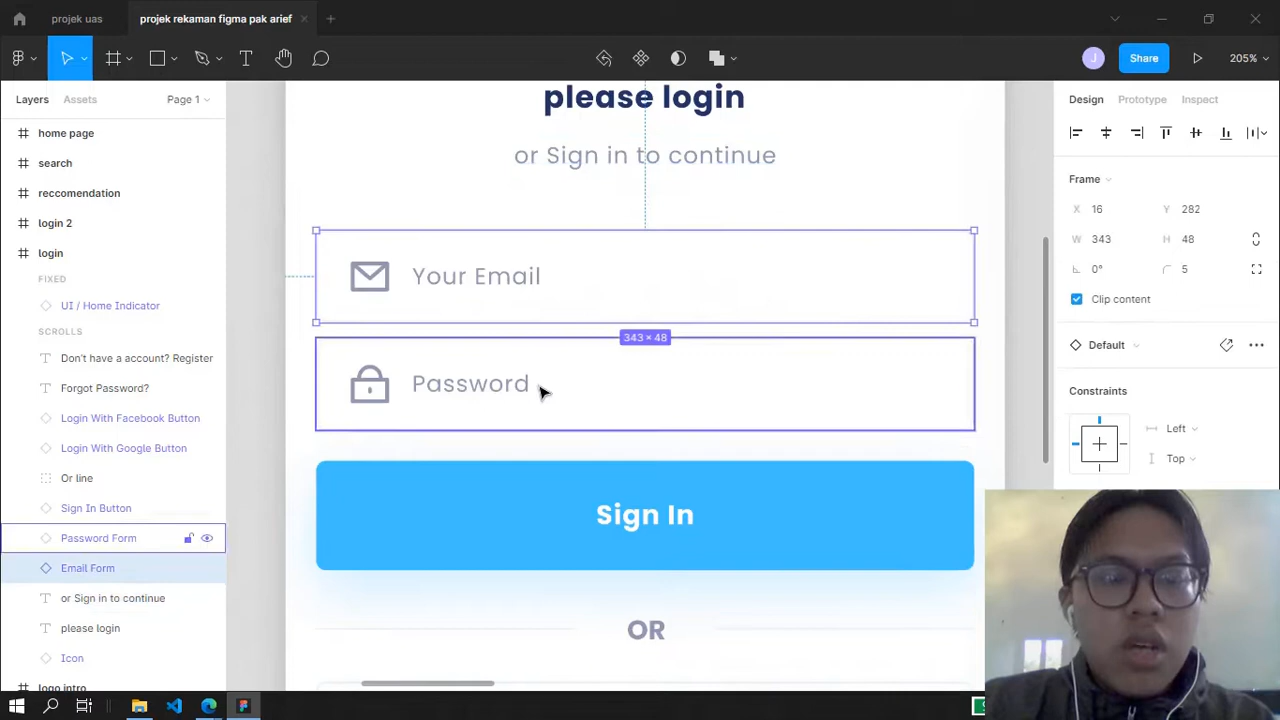 projek uas
projek rekaman figma pak arief
J
Share
205%
Layers
Assets
Page 1
home page
search
reccomendation
login 2
login
FIXED
UI / Home Indicator
SCROLLS
Don't have a account? Register
Forgot Password?
Login With Facebook Button
Login With Google Button
Or line
Sign In Button
Password Form
Email Form
or Sign in to continue
please login
Icon
logo intro
please login
or Sign in to continue
Your Email
343 × 48
Password
Sign In
OR
Design
Prototype
Inspect
Frame
X 16
Y 282
W 343
H 48
0°
5
Clip content
Default
Constraints
Left
Top